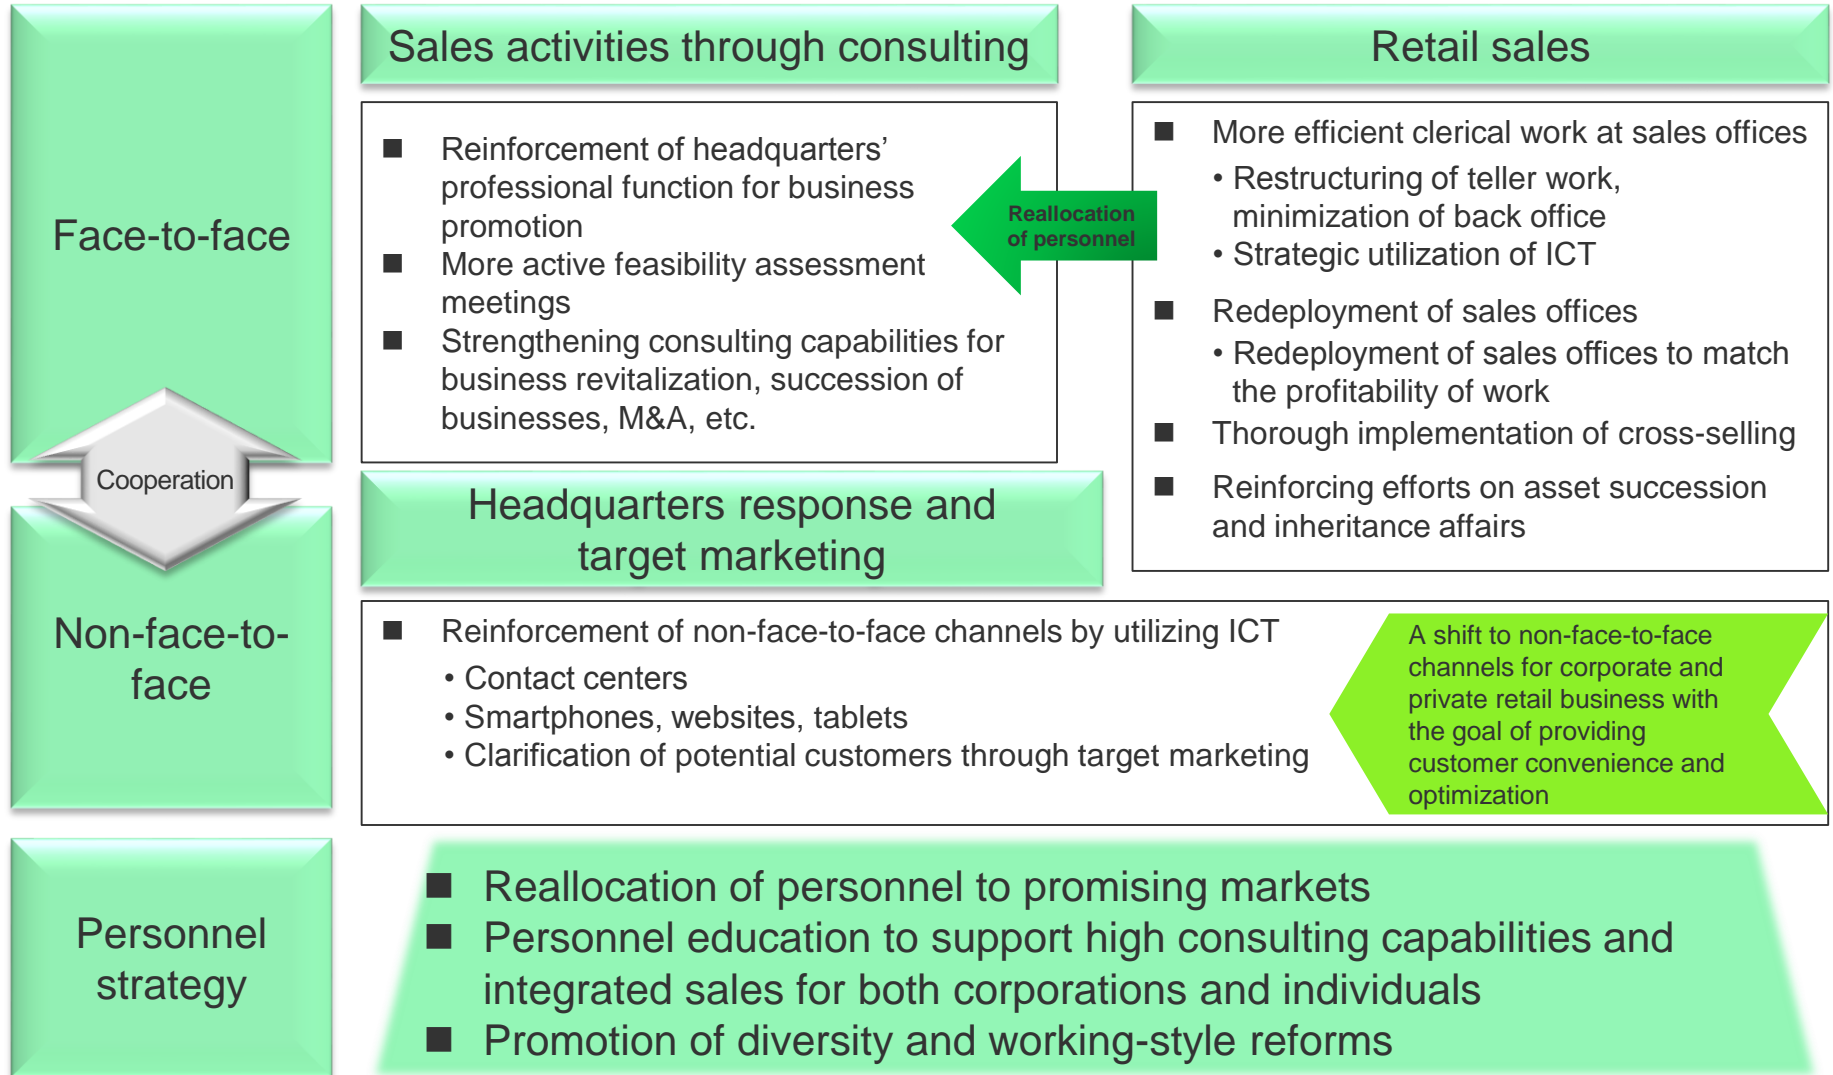 Face-to-face
Sales activities through consulting
■ Reinforcement of headquarters’
professional function for business
promotion
■ More active feasibility assessment
meetings
■ Strengthening consulting capabilities for
business revitalization, succession of
businesses, M&A, etc.
Reallocation
of personnel
Retail sales
■ More efficient clerical work at sales offices
• Restructuring of teller work,
minimization of back office
• Strategic utilization of ICT
■ Redeployment of sales offices
• Redeployment of sales offices to match
the profitability of work
■ Thorough implementation of cross-selling
■ Reinforcing efforts on asset succession
and inheritance affairs
Cooperation
Non-face-to-
face
Headquarters response and
target marketing
■ Reinforcement of non-face-to-face channels by utilizing ICT
• Contact centers
• Smartphones, websites, tablets
• Clarification of potential customers through target marketing
A shift to non-face-to-face
channels for corporate and
private retail business with
the goal of providing
customer convenience and
optimization
Personnel
strategy
■ Reallocation of personnel to promising markets
■ Personnel education to support high consulting capabilities and
integrated sales for both corporations and individuals
■ Promotion of diversity and working-style reforms